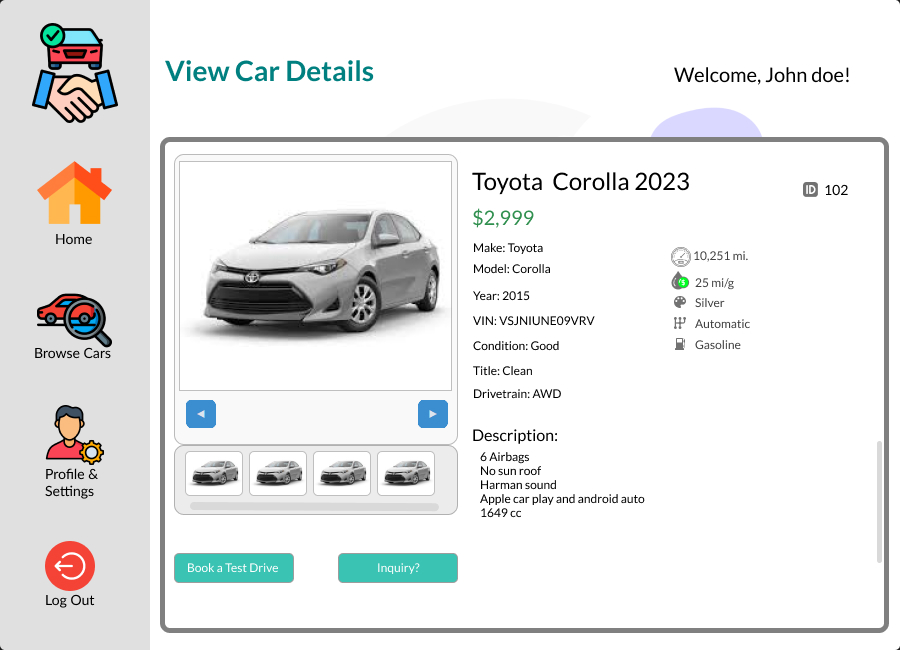 View Car Details
Welcome, John doe!
Home
Browse Cars
Profile &
Settings
Log Out
Toyota Corolla 2023
ID 102
$2,999
Make: Toyota
Model: Corolla
Year: 2015
VIN: VSJNIUNE09VRV
Condition: Good
Title: Clean
Drivetrain: AWD
10,251 mi.
$ 25 mi/g
Silver
Automatic
Gasoline
Description:
6 Airbags
No sun roof
Harman sound
Apple car play and android auto
1649 cc
Book a Test Drive
Inquiry?